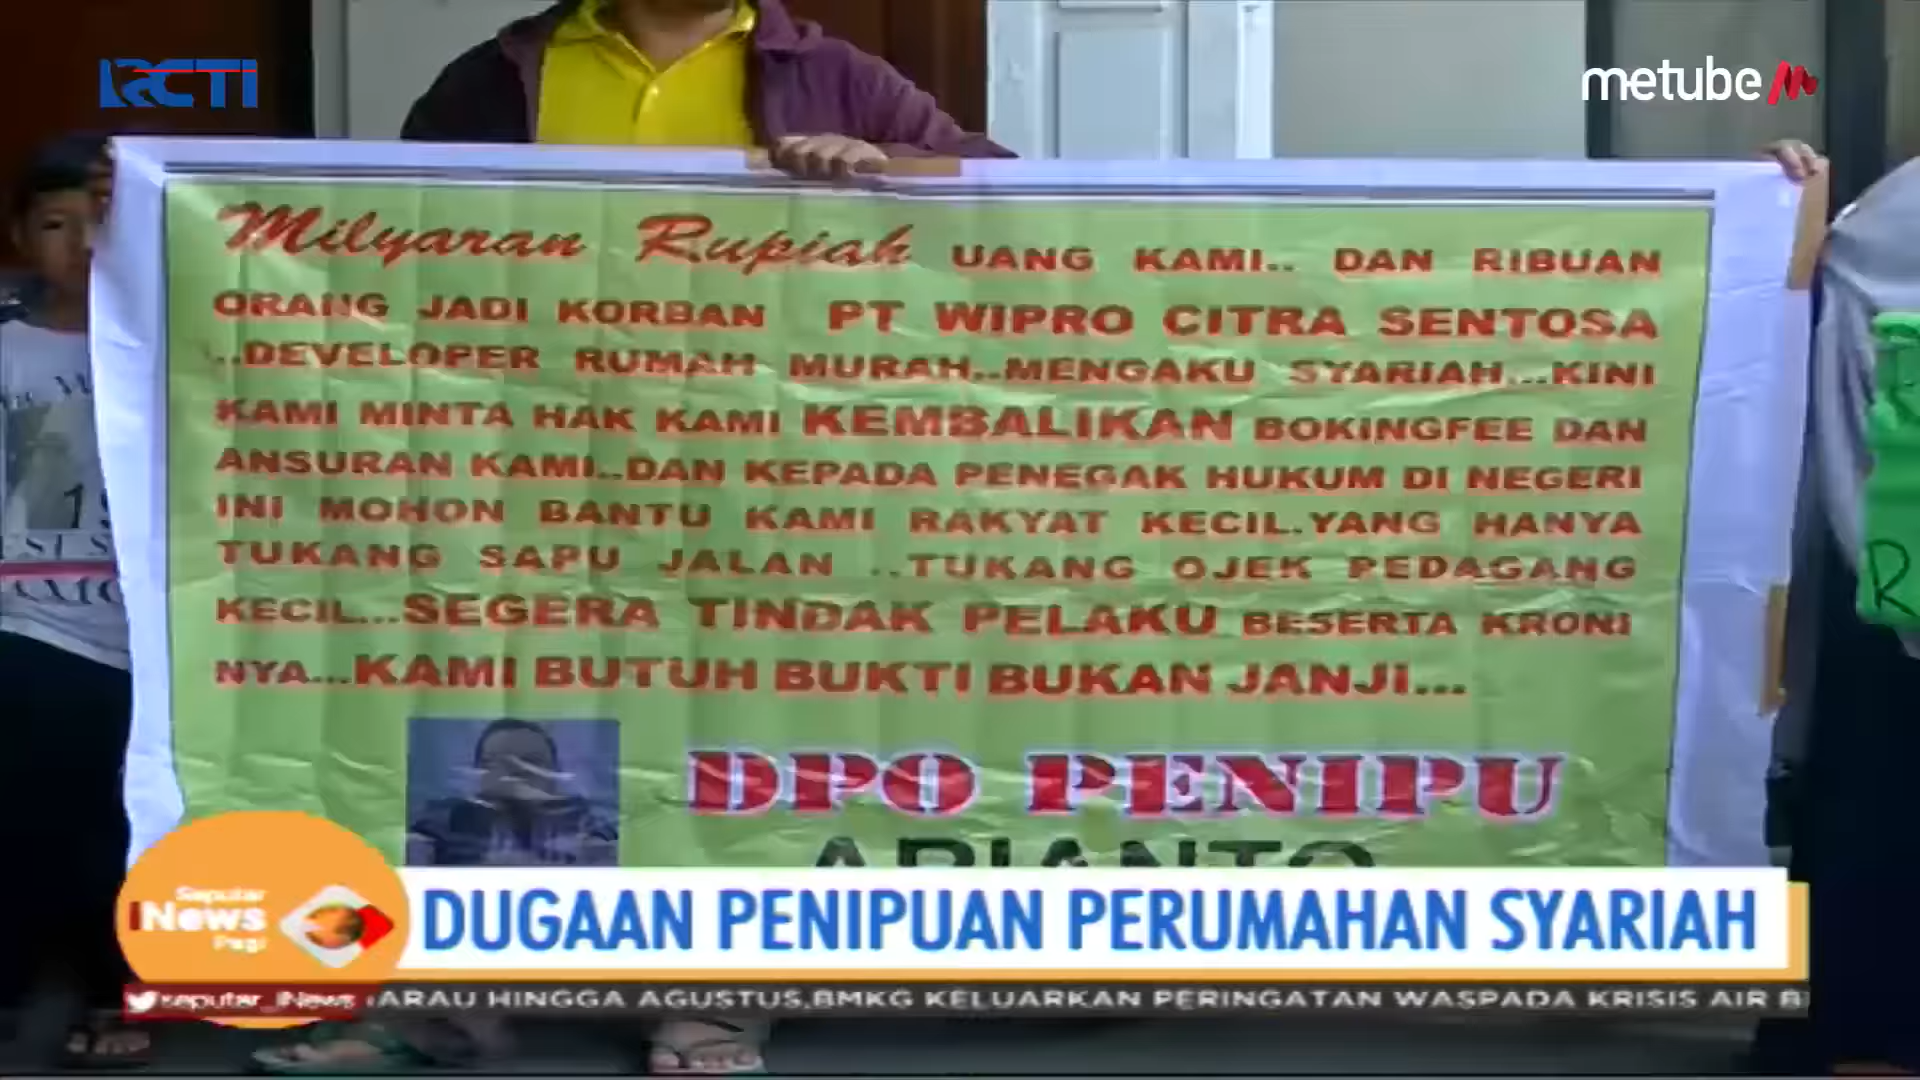 RCTI
metube
Milyaran Rupiah UANG KAMI.. DAN RIBUAN
ORANG JADI KORBAN PT WIPRO CITRA SENTOSA
..DEVELOPER RUMAH MURAH..MENGAKU SYARIAH...KINI
KAMI MINTA HAK KAMI KEMBALIKAN BOKINGFEE DAN
ANSURAN KAMI..DAN KEPADA PENEGAK HUKUM DI NEGERI
INI MOHON BANTU KAMI RAKYAT KECIL.YANG HANYA
TUKANG SAPU JALAN ..TUKANG OJEK PEDAGANG
KECIL...SEGERA TINDAK PELAKU BESERTA KRONI
NYA...KAMI BUTUH BUKTI BUKAN JANJI...
DPO PENIPU
ARIANTO
Seputar
iNews
Pagi
DUGAAN PENIPUAN PERUMAHAN SYARIAH
seputar_iNews ARAU HINGGA AGUSTUS,BMKG KELUARKAN PERINGATAN WASPADA KRISIS AIR B